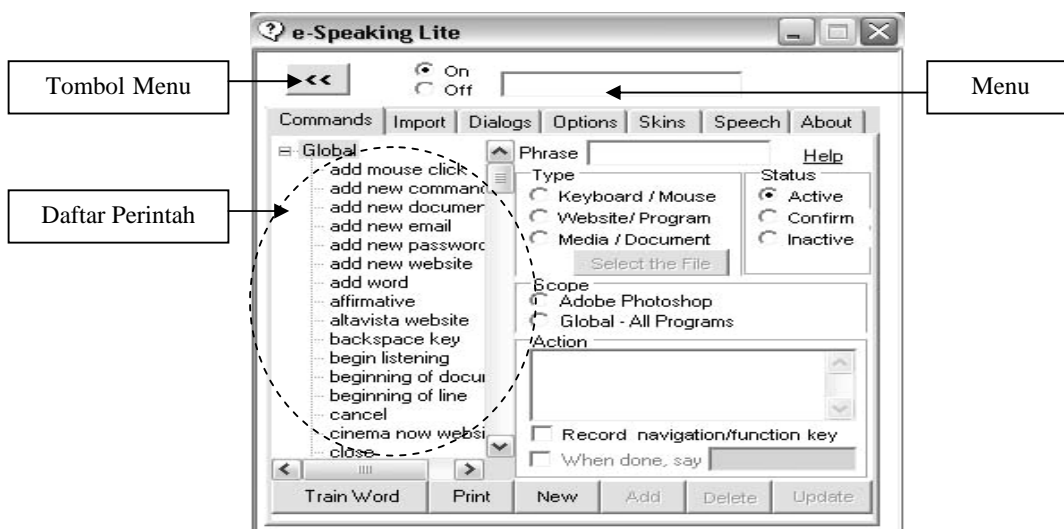 e-Speaking Lite
Tombol Menu
<<
On
Off
Menu
Commands Import Dialogs Options Skins Speech About
Daftar Perintah
Global
add mouse click
add new command
add new documen
add new email
add new password
add new website
add word
affirmative
altavista website
backspace key
begin listening
beginning of docu
beginning of line
cancel
cinema now websi
close
Phrase
Help
Type
Keyboard / Mouse
Website/ Program
Media / Document
Select the File
Status
Active
Confirm
Inactive
Scope
Adobe Photoshop
Global - All Programs
Action
Record navigation/function key
When done, say
Train Word Print New Add Delete Update